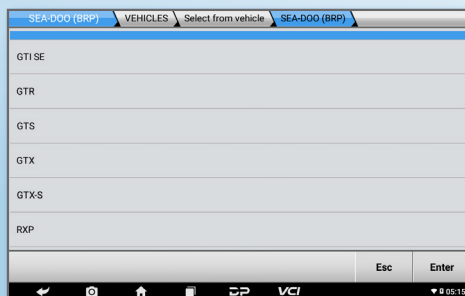 SEA-DOO (BRP) VEHICLES Select from vehicle SEA-DOO (BRP)
GTI SE
GTR
GTS
GTX
GTX-S
RXP
Esc Enter
DP VCI 05:15